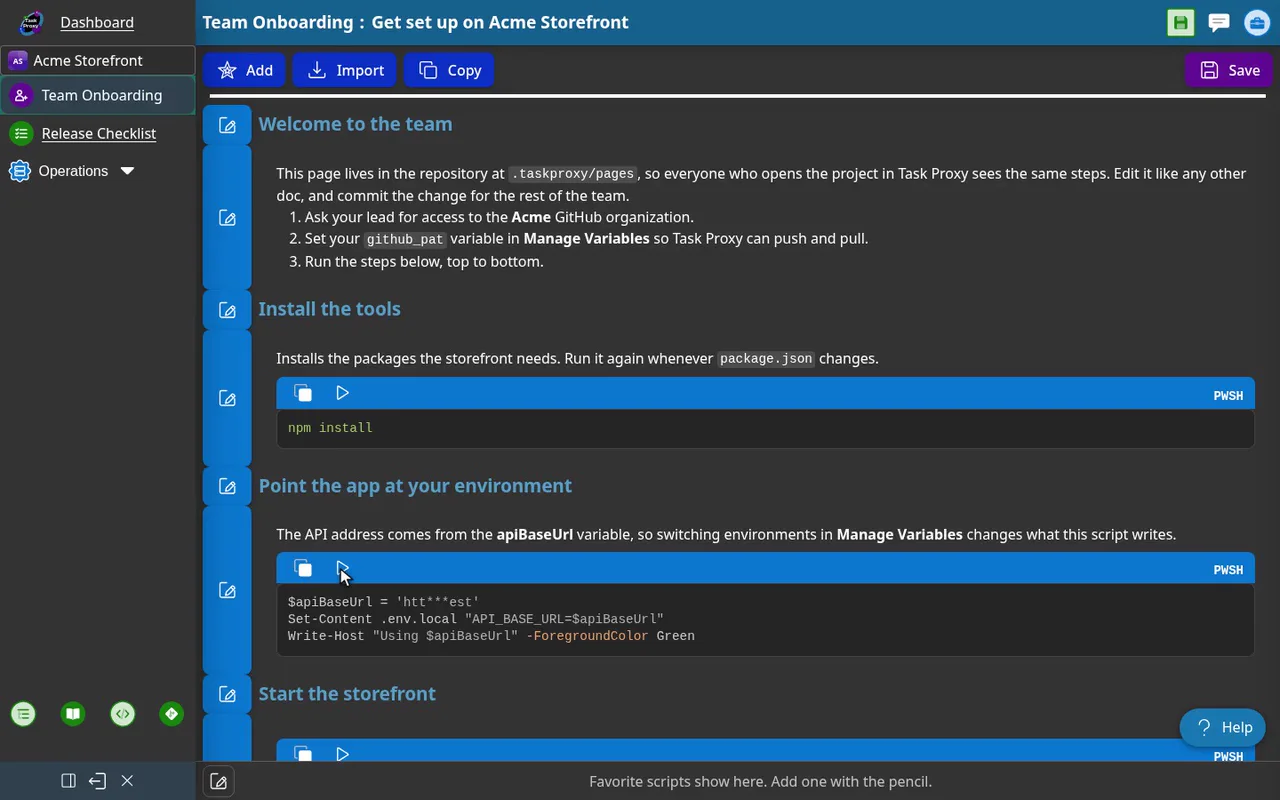 Task Proxy
Dashboard
Team Onboarding : Get set up on Acme Storefront
AS
Acme Storefront
Team Onboarding
Release Checklist
Operations
Add
Import
Copy
Save
Welcome to the team
This page lives in the repository at .taskproxy/pages, so everyone who opens the project in Task Proxy sees the same steps. Edit it like any other
doc, and commit the change for the rest of the team.
1. Ask your lead for access to the Acme GitHub organization.
2. Set your github_pat variable in Manage Variables so Task Proxy can push and pull.
3. Run the steps below, top to bottom.
Install the tools
Installs the packages the storefront needs. Run it again whenever package.json changes.
PWSH
npm install
Point the app at your environment
The API address comes from the apiBaseUrl variable, so switching environments in Manage Variables changes what this script writes.
PWSH
$apiBaseUrl = 'htt***est'
Set-Content .env.local "API_BASE_URL=$apiBaseUrl"
Write-Host "Using $apiBaseUrl" -ForegroundColor Green
Start the storefront
PWSH
Help
Favorite scripts show here. Add one with the pencil.